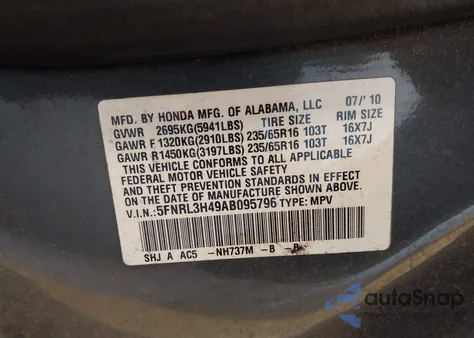 MFD. BY HONDA MFG. OF ALABAMA, LLC 07/'10
GVWR 2695KG(5941LBS) TIRE SIZE RIM SIZE
GAWR F 1320KG(2910LBS) 235/65R16 103T 16X7J
GAWR R 1450KG(3197LBS) 235/65R16 103T 16X7J
THIS VEHICLE CONFORMS TO ALL APPLICABLE
FEDERAL MOTOR VEHICLE SAFETY
AND THEFT PREVENTION STANDARDS IN EFFECT
ON THE DATE OF MANUFACTURE SHOWN ABOVE.
V.I.N.: 5FNRL3H49AB095796 TYPE: MPV
SHJ A AC5 -NH737M -B -B
autoSnap